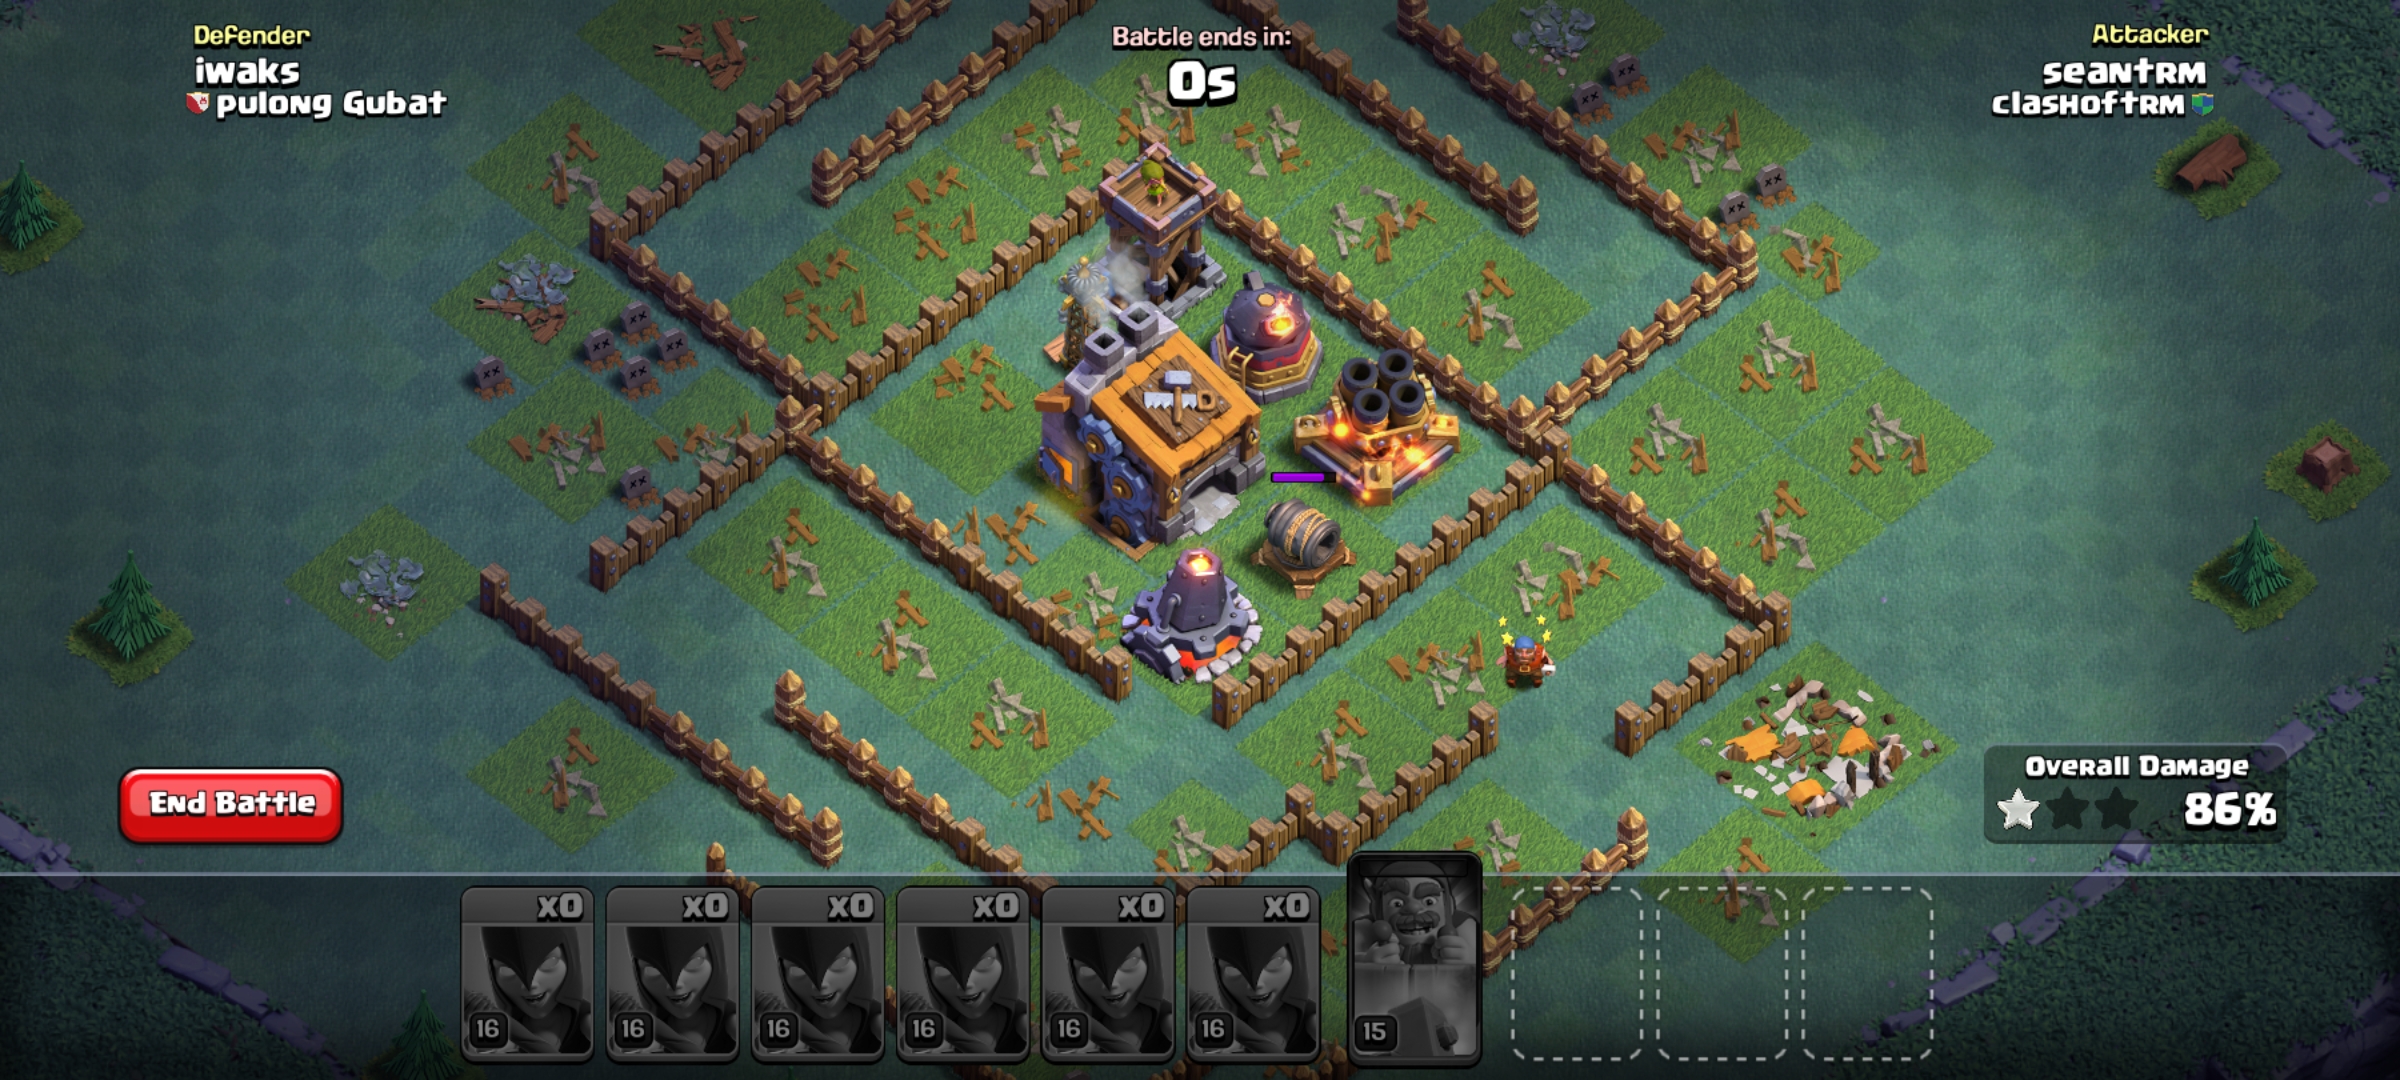 Defender
iwaks
pulong Gubat
Battle ends in:
0s
Attacker
seantRM
clashoftRM
End Battle
Overall Damage
86%
x0 x0 x0 x0 x0 x0
16 16 16 16 16 16 15